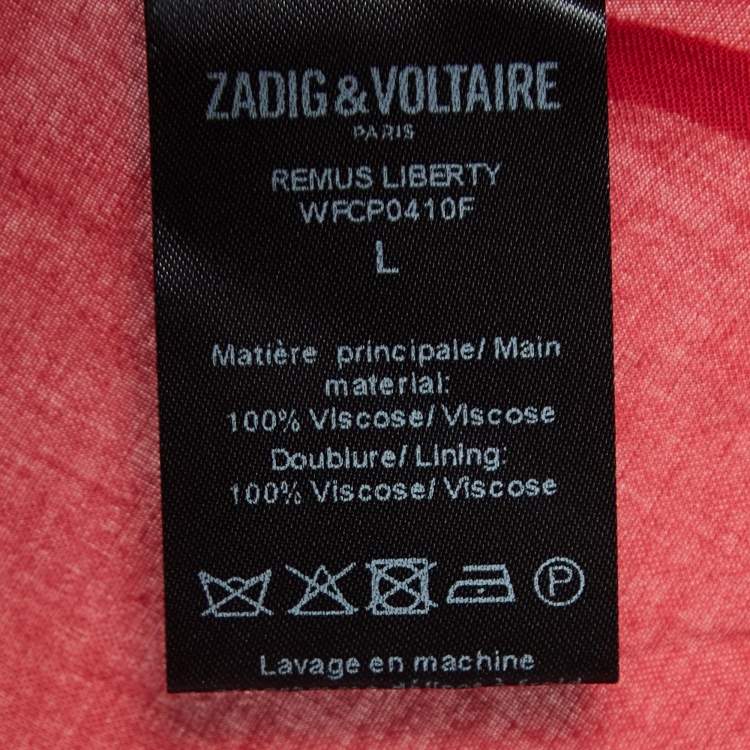 ZADIG&VOLTAIRE
PARIS
REMUS LIBERTY
WFCP0410F
L
Matière principale/ Main
material:
100% Viscose/ Viscose
Doublure/ Lining:
100% Viscose/ Viscose
P
Lavage en machine